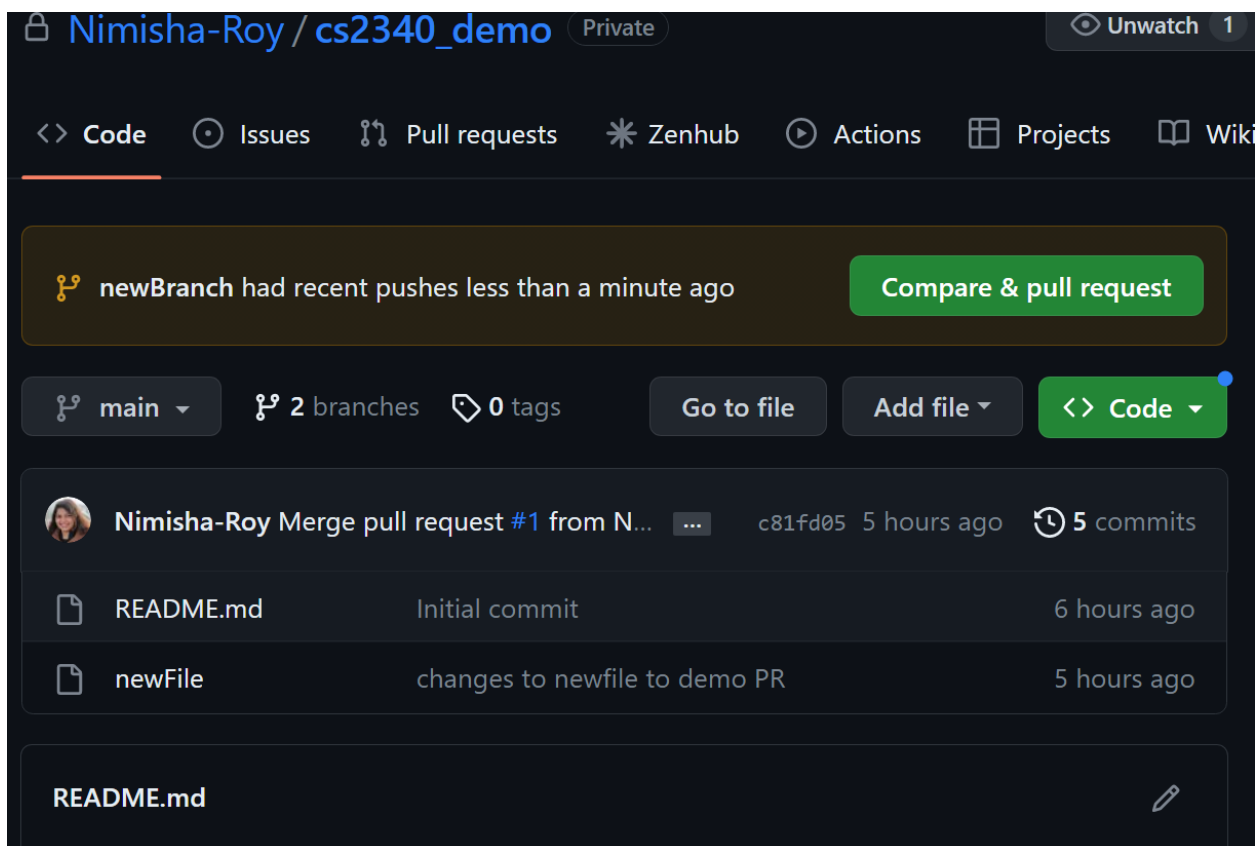 Nimisha-Roy / cs2340_demo Private Unwatch 1
Code Issues Pull requests Zenhub Actions Projects Wiki
newBranch had recent pushes less than a minute ago Compare & pull request
main 2 branches 0 tags Go to file Add file Code
Nimisha-Roy Merge pull request #1 from N... ... c81fd05 5 hours ago 5 commits
README.md Initial commit 6 hours ago
newFile changes to newfile to demo PR 5 hours ago
README.md